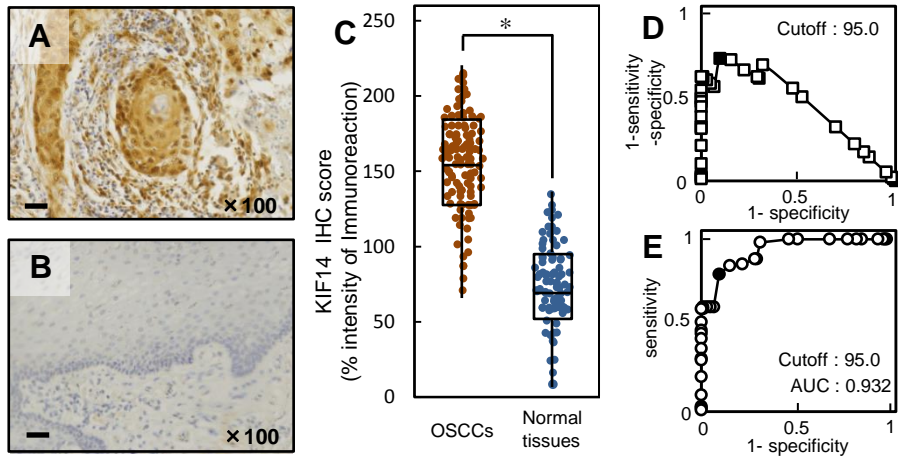 A
×100
B
×100
C
KIF14 IHC score
(% intensity of Immunoreaction)
250
200
150
100
50
0
*
OSCCs
Normal
tissues
D
Cutoff : 95.0
1-sensitivity
-specificity
1
0.5
0
0
0.5
1
1- specificity
E
sensitivity
1
0.5
0
Cutoff : 95.0
AUC : 0.932
0
0.5
1
1- specificity